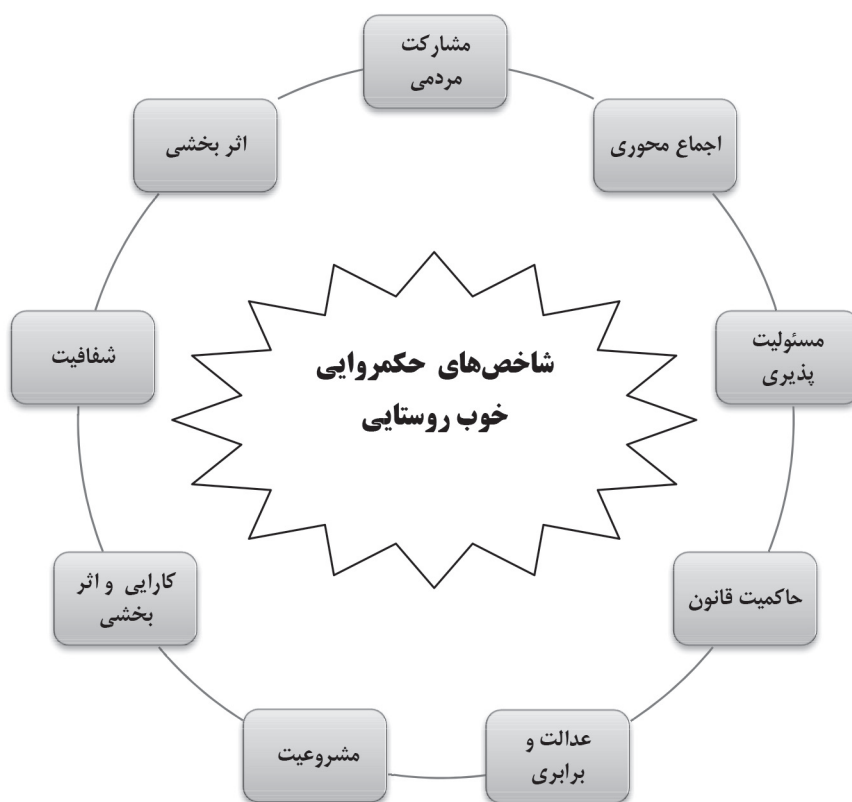 مشارکت
مردمی
اجماع محوری
مسئولیت
پذیری
حاکمیت قانون
عدالت و
برابری
مشروعیت
کارایی و اثر
بخشی
شفافیت
اثر بخشی
شاخص‌های حکمروایی
خوب روستایی